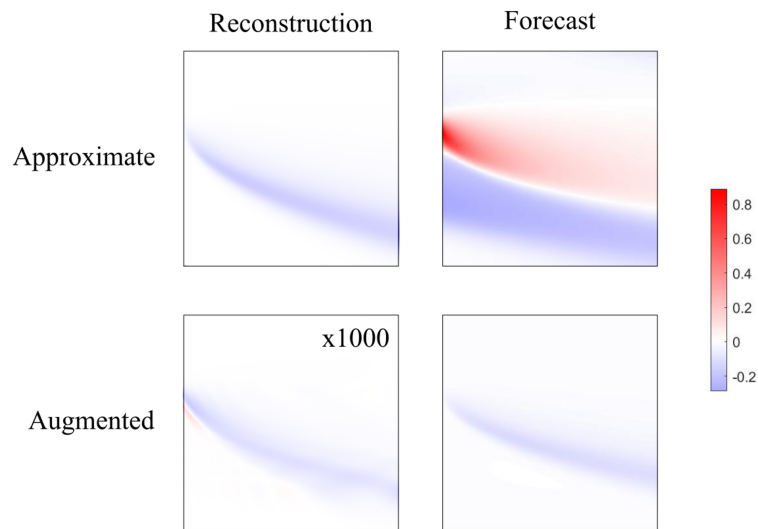 Reconstruction
Forecast
Approximate
0.8
0.6
0.4
0.2
0
-0.2
x1000
Augmented